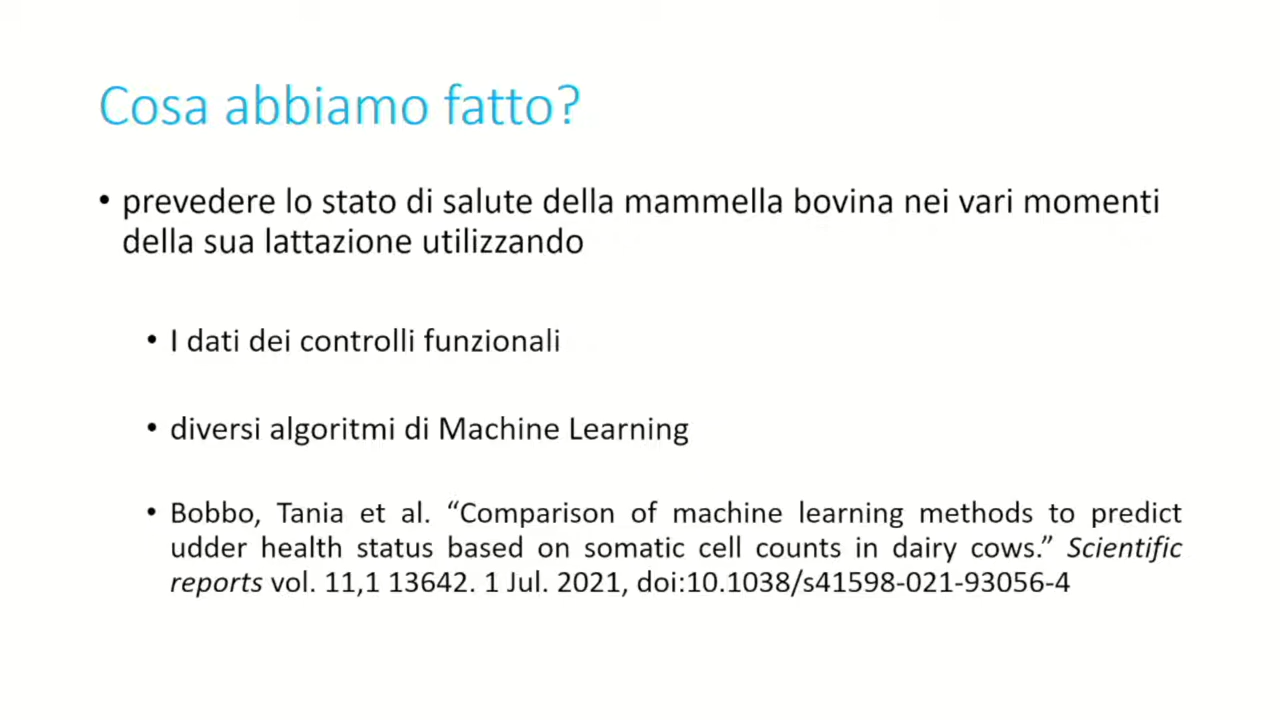 Cosa abbiamo fatto?
• prevedere lo stato di salute della mammella bovina nei vari momenti
della sua lattazione utilizzando
• I dati dei controlli funzionali
• diversi algoritmi di Machine Learning
• Bobbo, Tania et al. “Comparison of machine learning methods to predict
udder health status based on somatic cell counts in dairy cows.” Scientific
reports vol. 11,1 13642. 1 Jul. 2021, doi:10.1038/s41598-021-93056-4